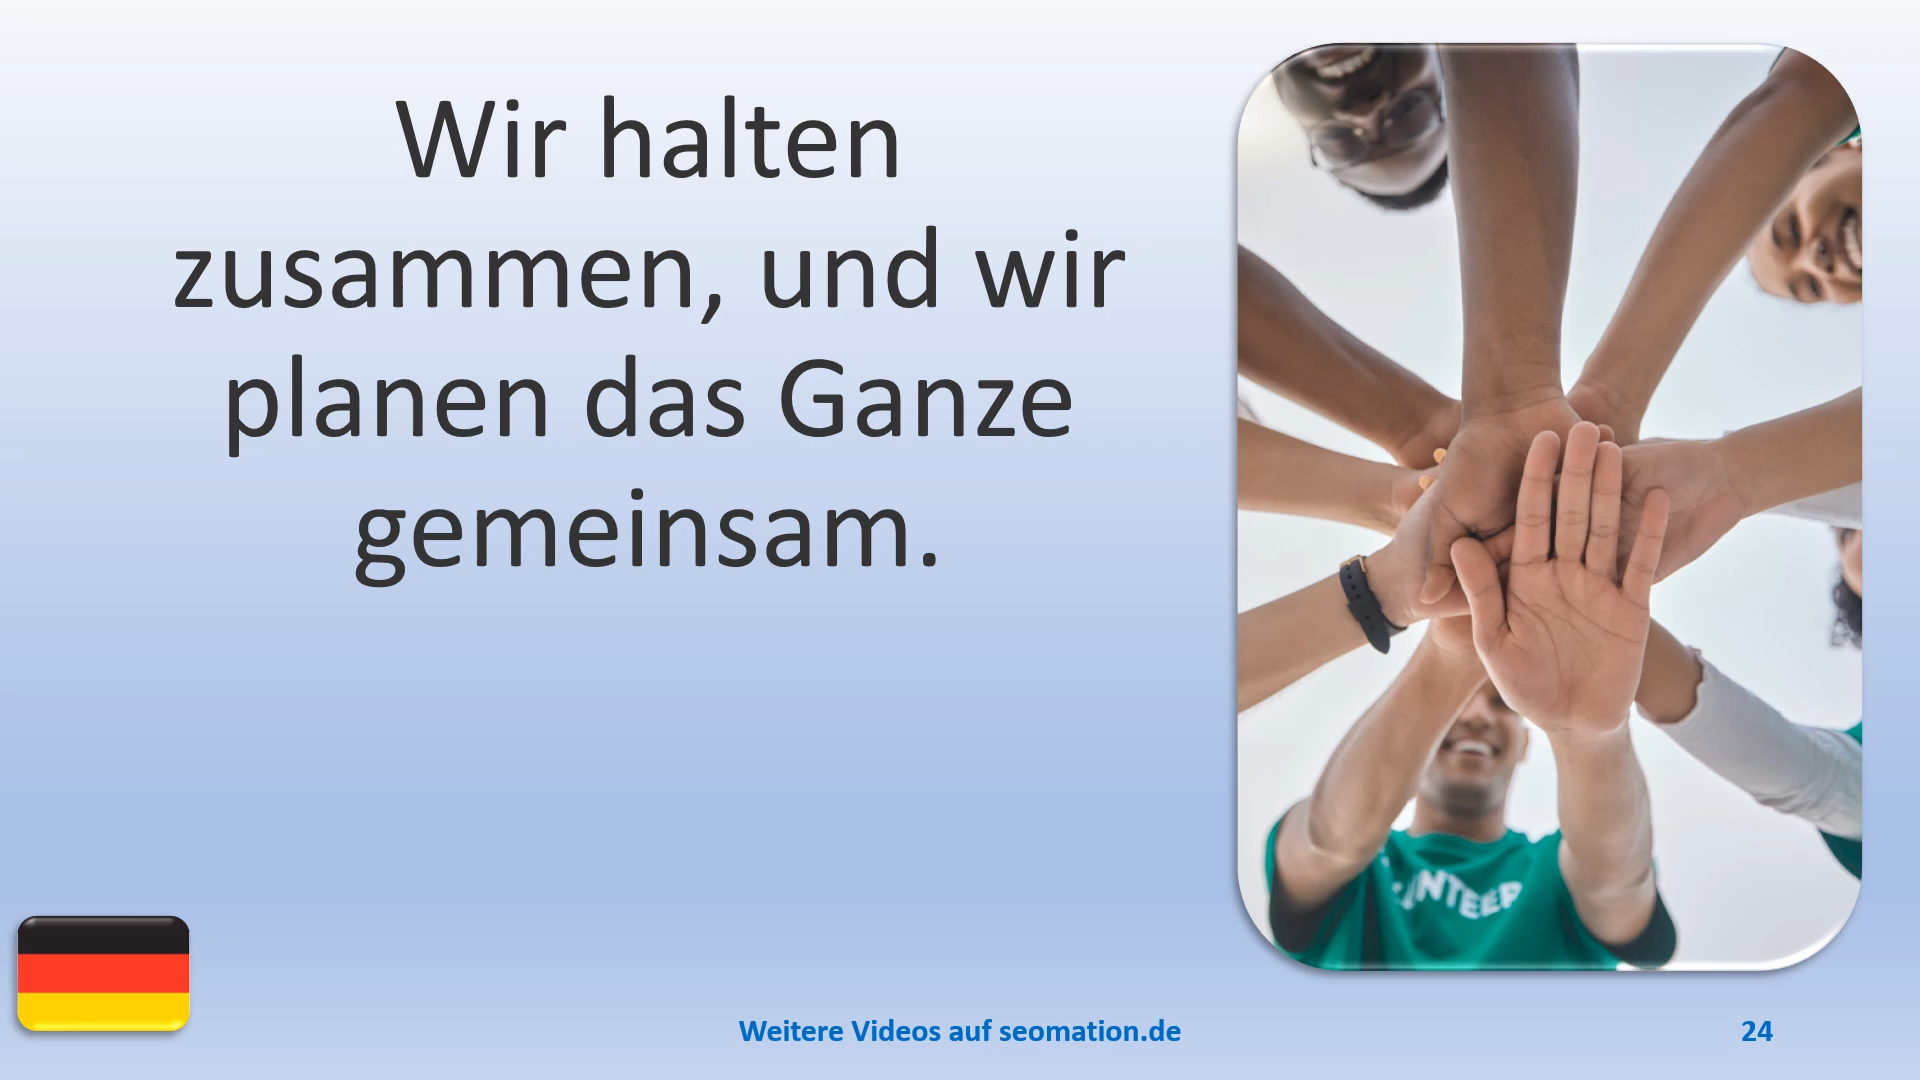 Wir halten
zusammen, und wir
planen das Ganze
gemeinsam.
Weitere Videos auf seomation.de
24